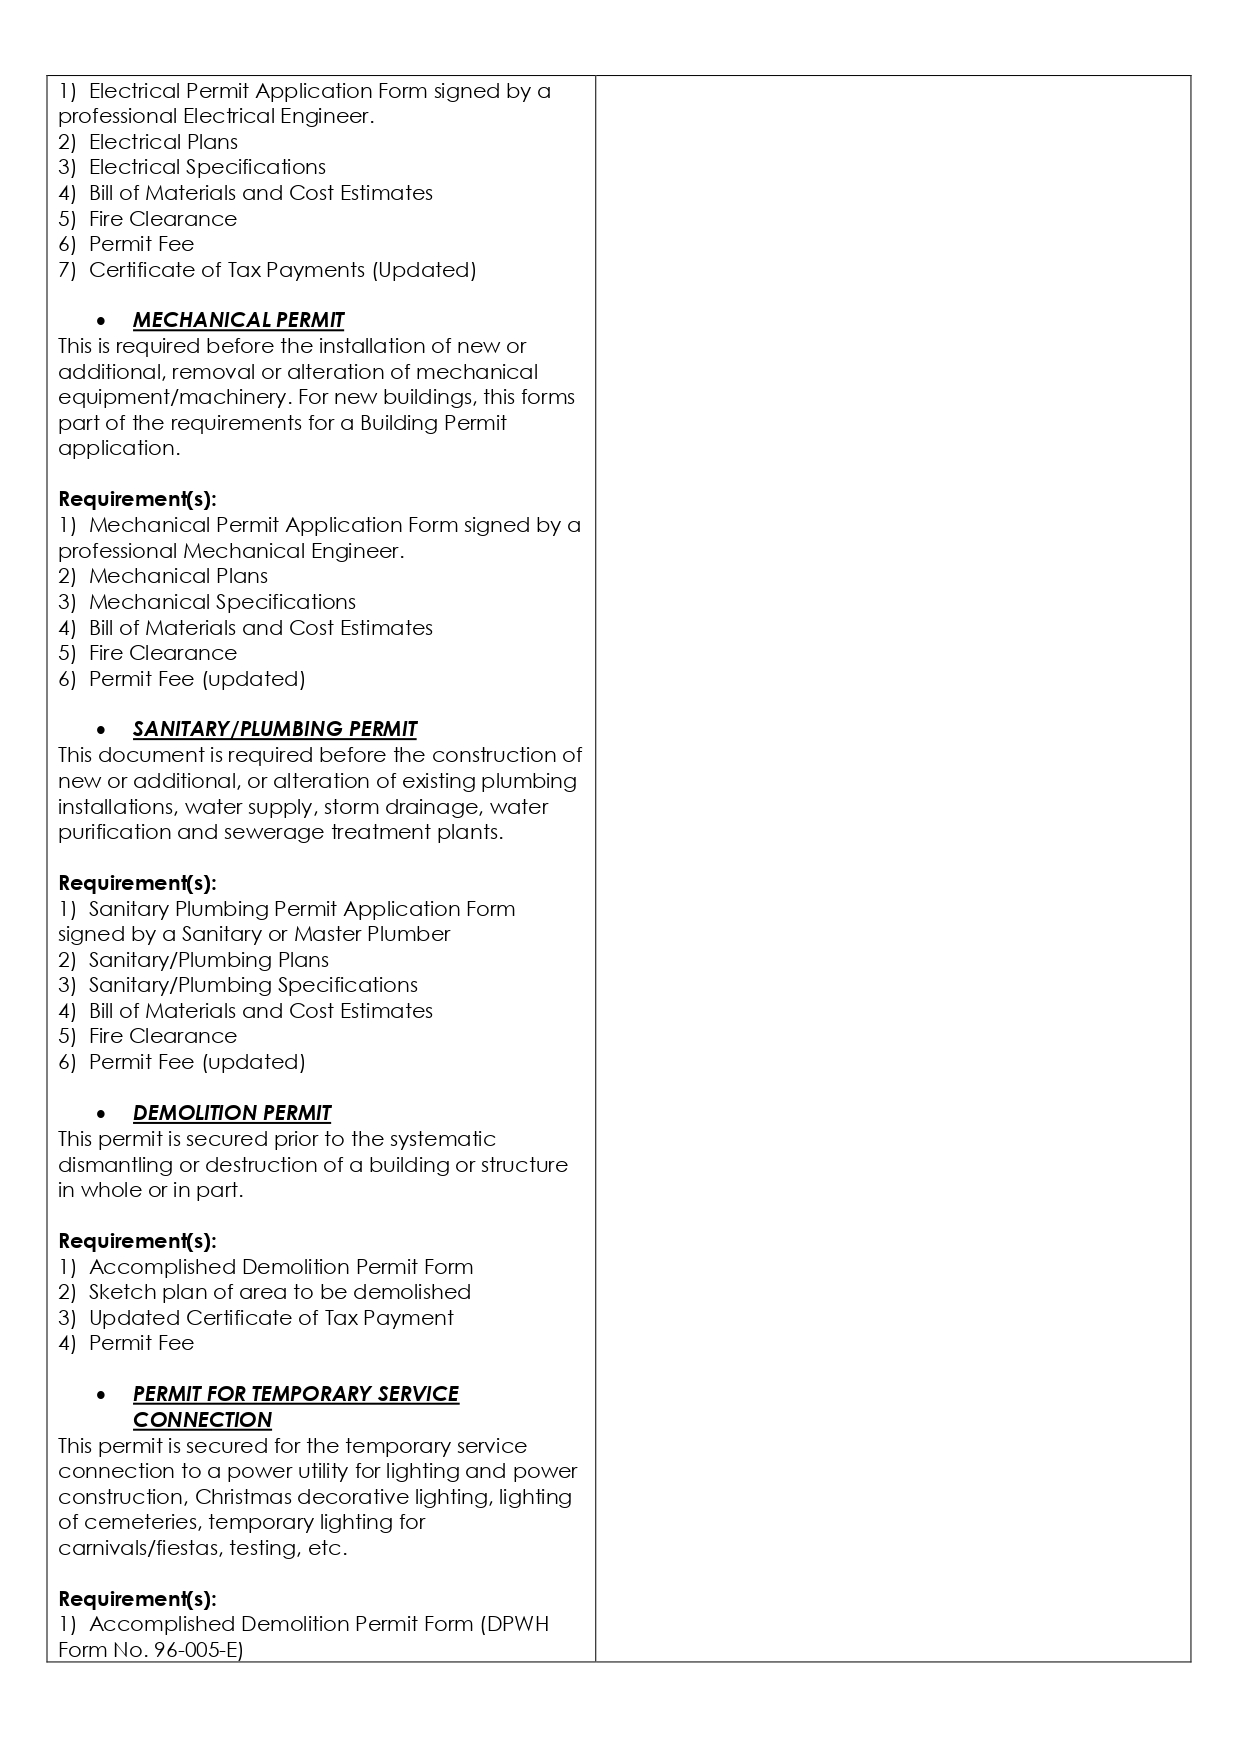 1) Electrical Permit Application Form signed by a
professional Electrical Engineer.
2) Electrical Plans
3) Electrical Specifications
4) Bill of Materials and Cost Estimates
5) Fire Clearance
6) Permit Fee
7) Certificate of Tax Payments (Updated)
• MECHANICAL PERMIT
This is required before the installation of new or
additional, removal or alteration of mechanical
equipment/machinery. For new buildings, this forms
part of the requirements for a Building Permit
application.
Requirement(s):
1) Mechanical Permit Application Form signed by a
professional Mechanical Engineer.
2) Mechanical Plans
3) Mechanical Specifications
4) Bill of Materials and Cost Estimates
5) Fire Clearance
6) Permit Fee (updated)
• SANITARY/PLUMBING PERMIT
This document is required before the construction of
new or additional, or alteration of existing plumbing
installations, water supply, storm drainage, water
purification and sewerage treatment plants.
Requirement(s):
1) Sanitary Plumbing Permit Application Form
signed by a Sanitary or Master Plumber
2) Sanitary/Plumbing Plans
3) Sanitary/Plumbing Specifications
4) Bill of Materials and Cost Estimates
5) Fire Clearance
6) Permit Fee (updated)
• DEMOLITION PERMIT
This permit is secured prior to the systematic
dismantling or destruction of a building or structure
in whole or in part.
Requirement(s):
1) Accomplished Demolition Permit Form
2) Sketch plan of area to be demolished
3) Updated Certificate of Tax Payment
4) Permit Fee
• PERMIT FOR TEMPORARY SERVICE
CONNECTION
This permit is secured for the temporary service
connection to a power utility for lighting and power
construction, Christmas decorative lighting, lighting
of cemeteries, temporary lighting for
carnivals/fiestas, testing, etc.
Requirement(s):
1) Accomplished Demolition Permit Form (DPWH
Form No. 96-005-E)